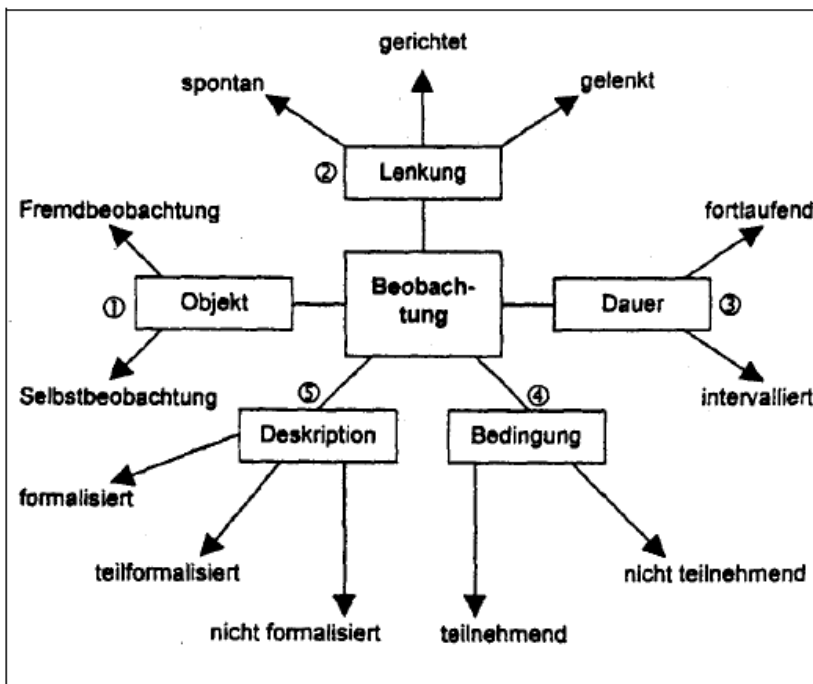 gerichtet
spontan
gelenkt
② Lenkung
Fremdbeobachtung
fortlaufend
Beobach-
tung
① Objekt
Dauer ③
Selbstbeobachtung
intervalliert
⑤
④
Deskription
Bedingung
formalisiert
teilformalisiert
nicht teilnehmend
nicht formalisiert
teilnehmend